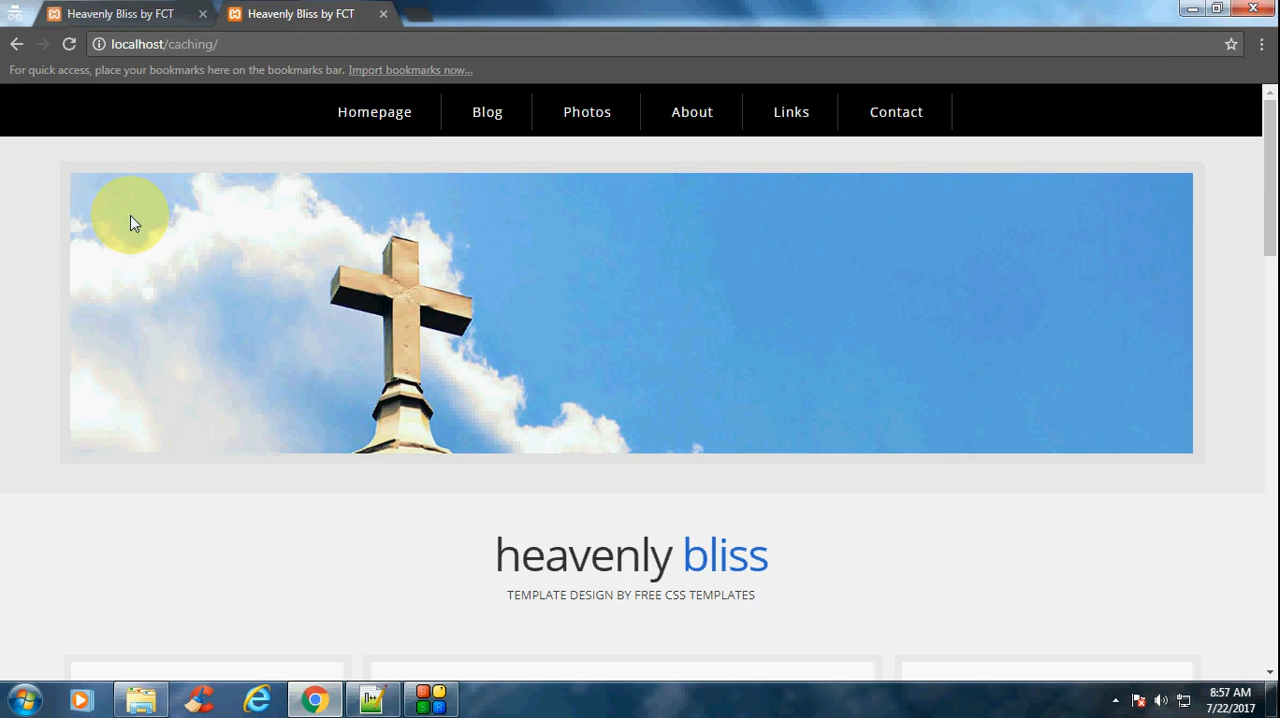 Heavenly Bliss by FCT
Heavenly Bliss by FCT
localhost/caching/
For quick access, place your bookmarks here on the bookmarks bar. Import bookmarks now...
Homepage
Blog
Photos
About
Links
Contact
heavenly bliss
TEMPLATE DESIGN BY FREE CSS TEMPLATES
8:57 AM
7/22/2017